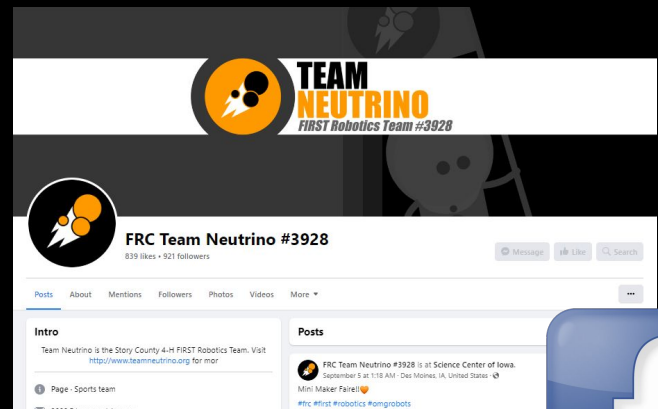 TEAM
NEUTRINO
FIRST Robotics Team #3928
FRC Team Neutrino #3928
839 likes • 921 followers
Message Like Search
Posts About Mentions Followers Photos Videos More
Intro
Team Neutrino is the Story County 4-H FIRST Robotics Team. Visit
http://www.teamneutrino.org for mor
Page · Sports team
Posts
FRC Team Neutrino #3928 is at Science Center of Iowa.
September 5 at 1:18 AM · Des Moines, IA, United States ·
Mini Maker Faire!!🧡
#frc #first #robotics #omgrobots